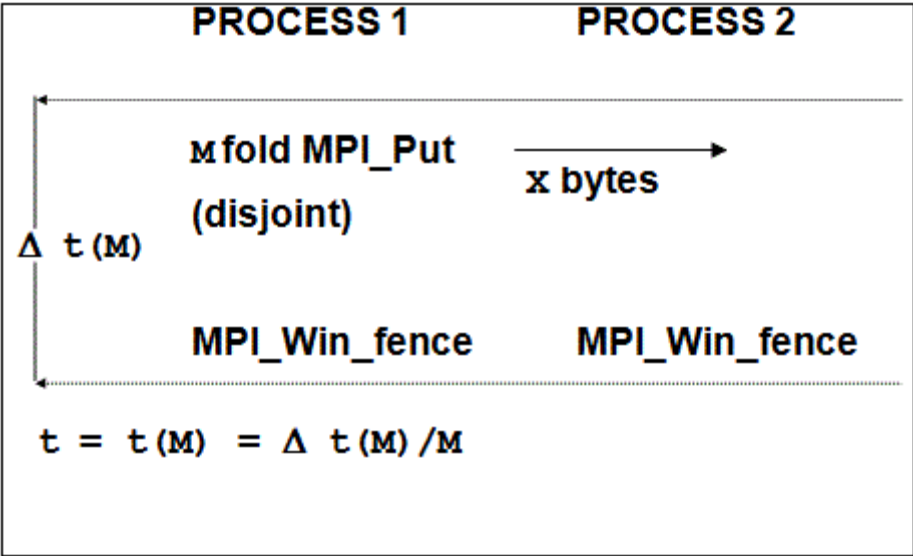 PROCESS 1 PROCESS 2
M fold MPI_Put
x bytes
(disjoint)
Δ t(M)
MPI_Win_fence MPI_Win_fence
t = t(M) = Δ t(M)/M